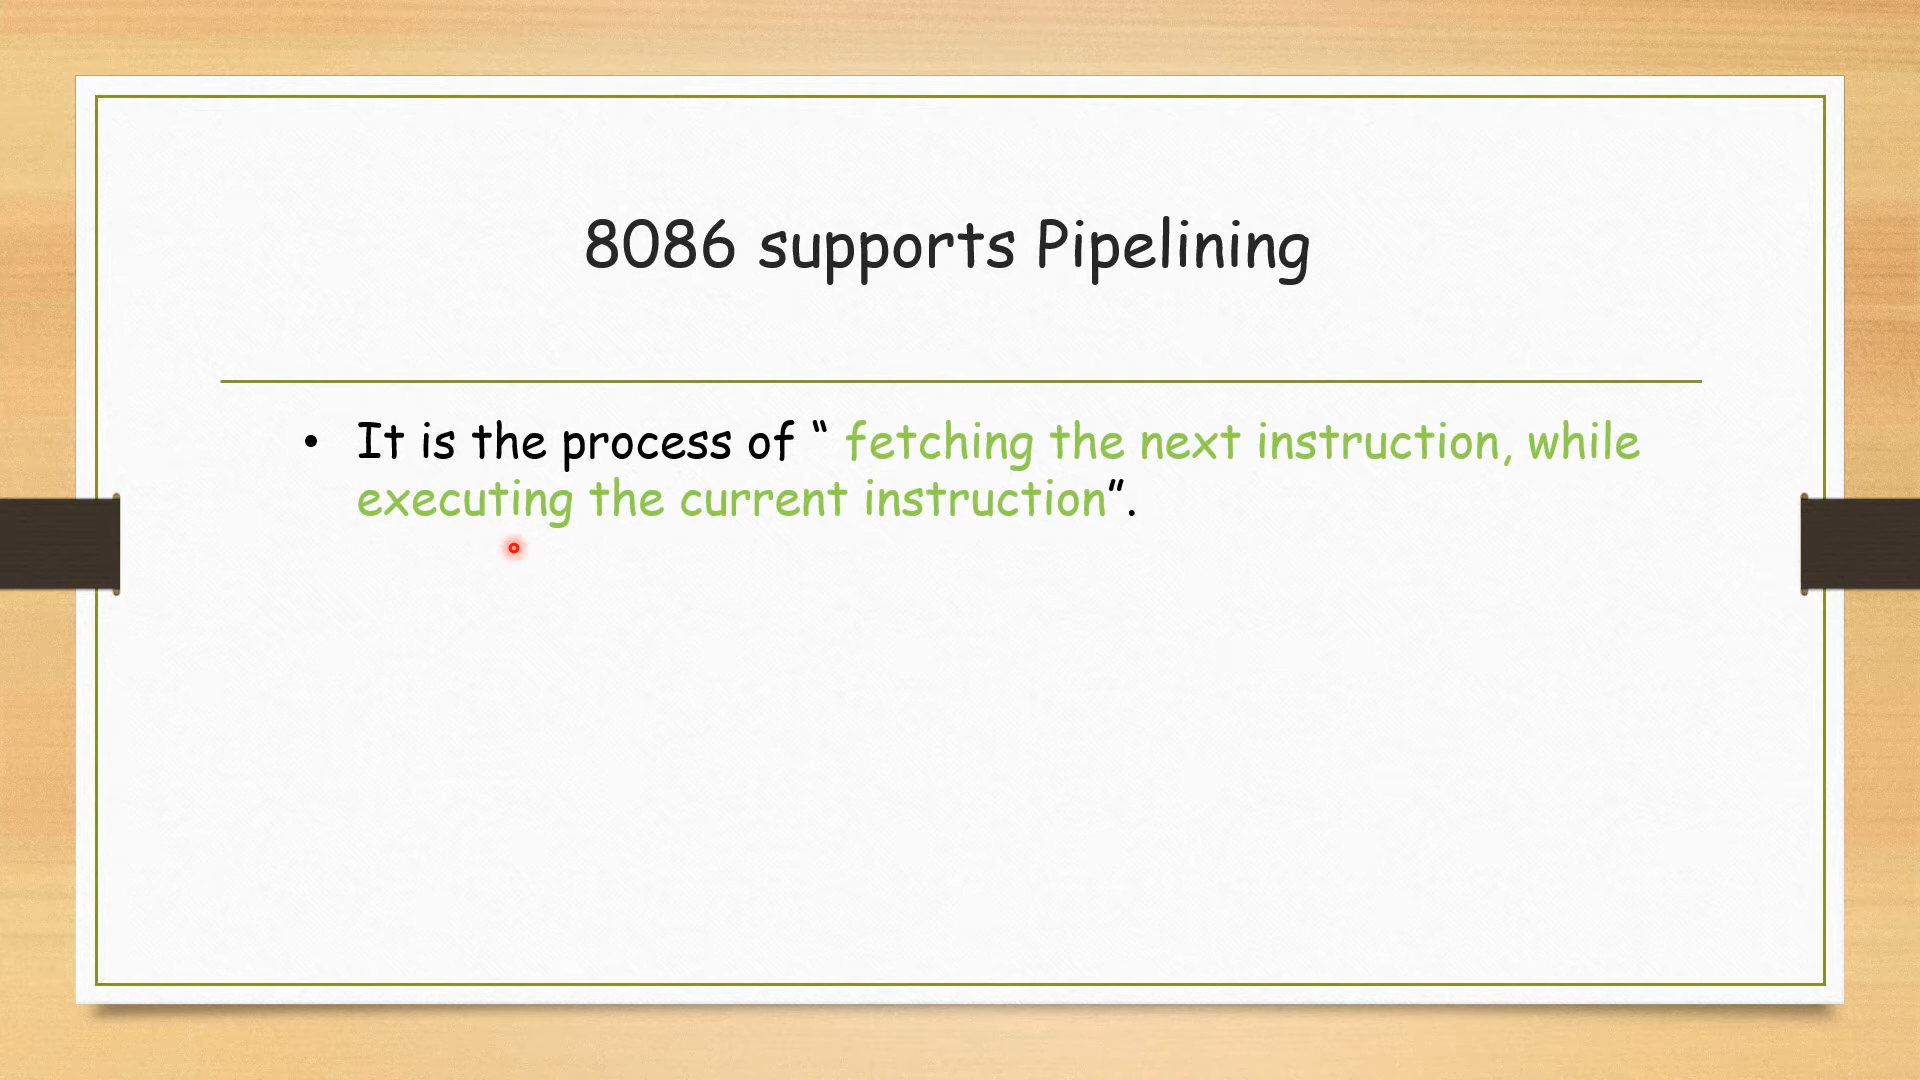 8086 supports Pipelining
• It is the process of “ fetching the next instruction, while
executing the current instruction”.